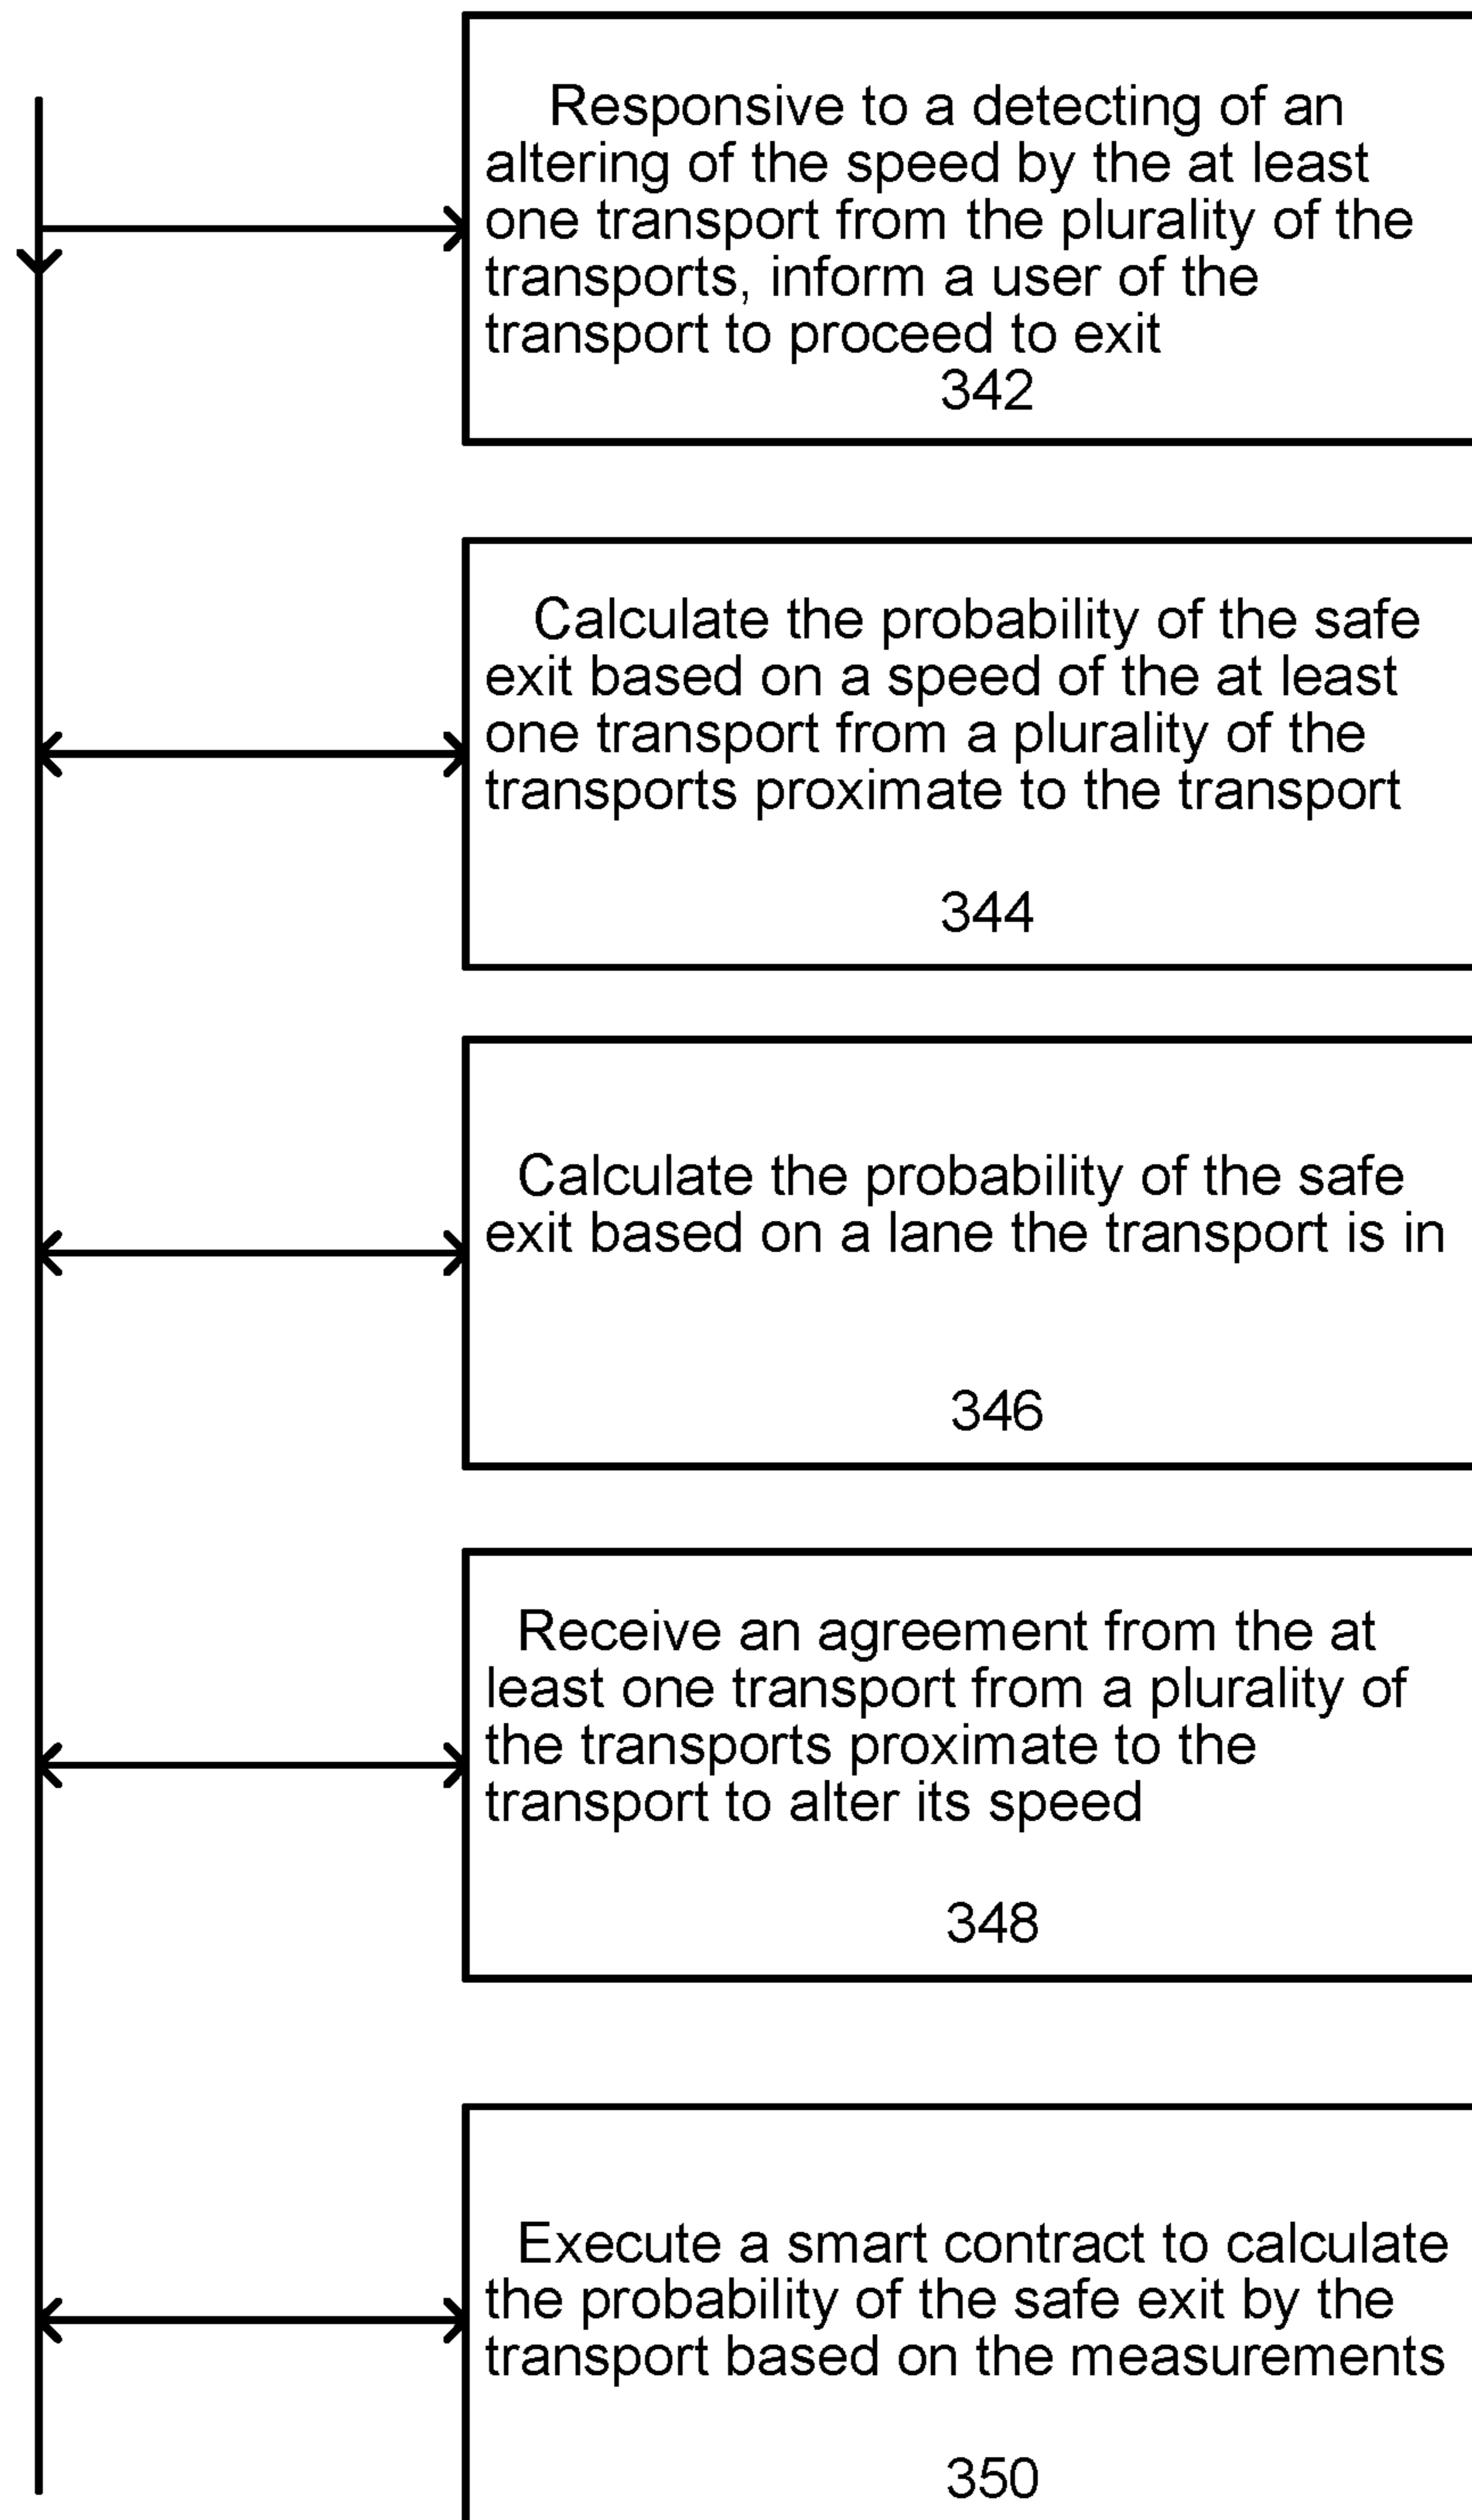 Responsive to a detecting of an
altering of the speed by the at least
one transport from the plurality of the
transports, inform a user of the
transport to proceed to exit
342
Calculate the probability of the safe
exit based on a speed of the at least
one transport from a plurality of the
transports proximate to the transport
344
Calculate the probability of the safe
exit based on a lane the transport is in
346
Receive an agreement from the at
least one transport from a plurality of
the transports proximate to the
transport to alter its speed
348
Execute a smart contract to calculate
the probability of the safe exit by the
transport based on the measurements
350